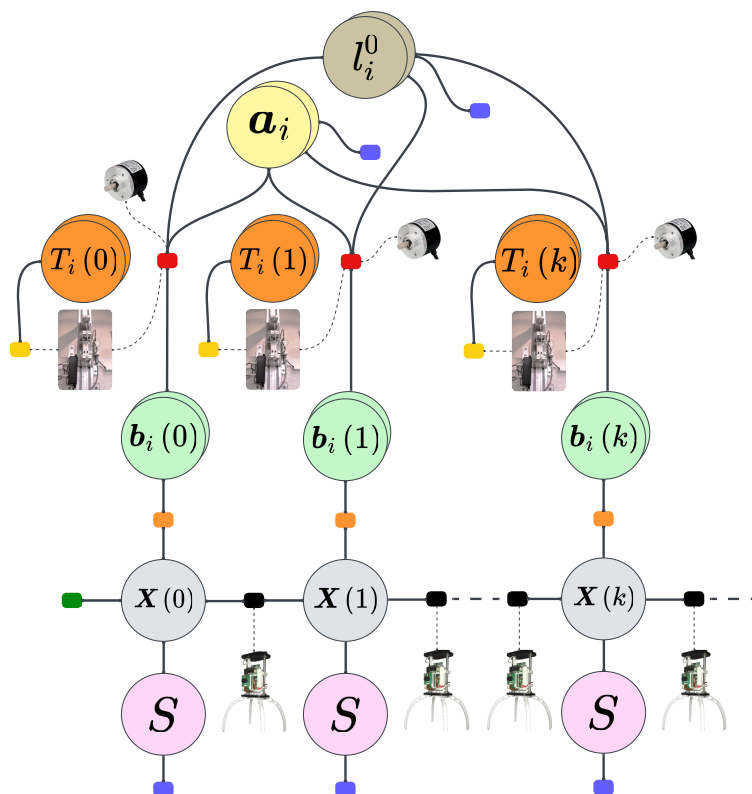 l_i^0
a_i
T_i (0) T_i (1) T_i (k)
b_i (0) b_i (1) b_i (k)
X (0) X (1) X (k)
S S S